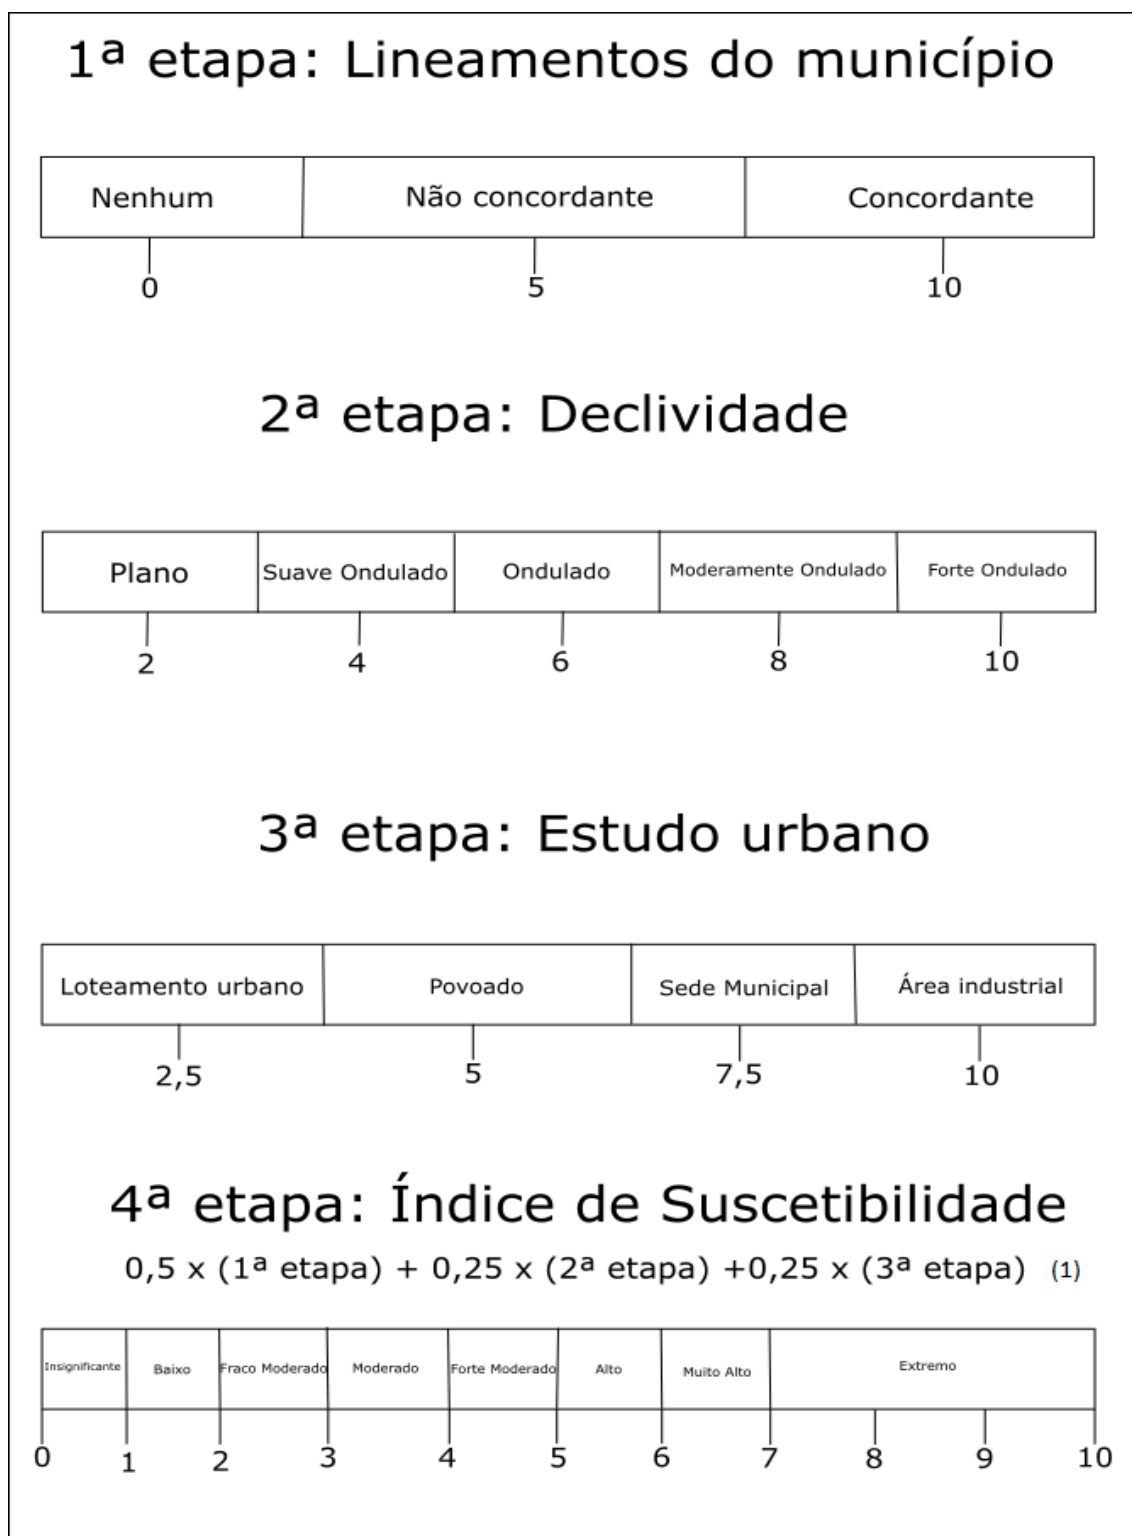 1ª etapa: Lineamentos do município
Nenhum Não concordante Concordante
0 5 10
2ª etapa: Declividade
Plano Suave Ondulado Ondulado Moderamente Ondulado Forte Ondulado
2 4 6 8 10
3ª etapa: Estudo urbano
Loteamento urbano Povoado Sede Municipal Área industrial
2,5 5 7,5 10
4ª etapa: Índice de Suscetibilidade
0,5 x (1ª etapa) + 0,25 x (2ª etapa) +0,25 x (3ª etapa) (1)
Insignificante Baixo Fraco Moderado Moderado Forte Moderado Alto Muito Alto Extremo
0 1 2 3 4 5 6 7 8 9 10